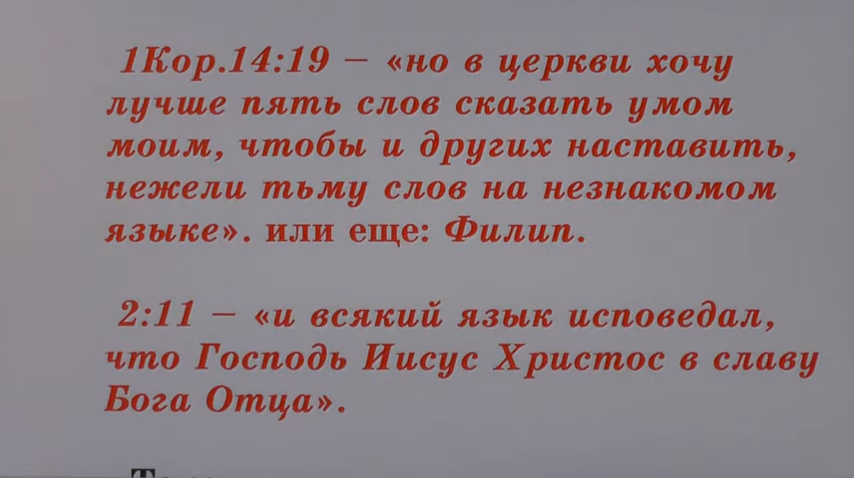 1Кор.14:19 – «но в церкви хочу
лучше пять слов сказать умом
моим, чтобы и других наставить,
нежели тьму слов на незнакомом
языке». или еще: Филип.
2:11 – «и всякий язык исповедал,
что Господь Иисус Христос в славу
Бога Отца».